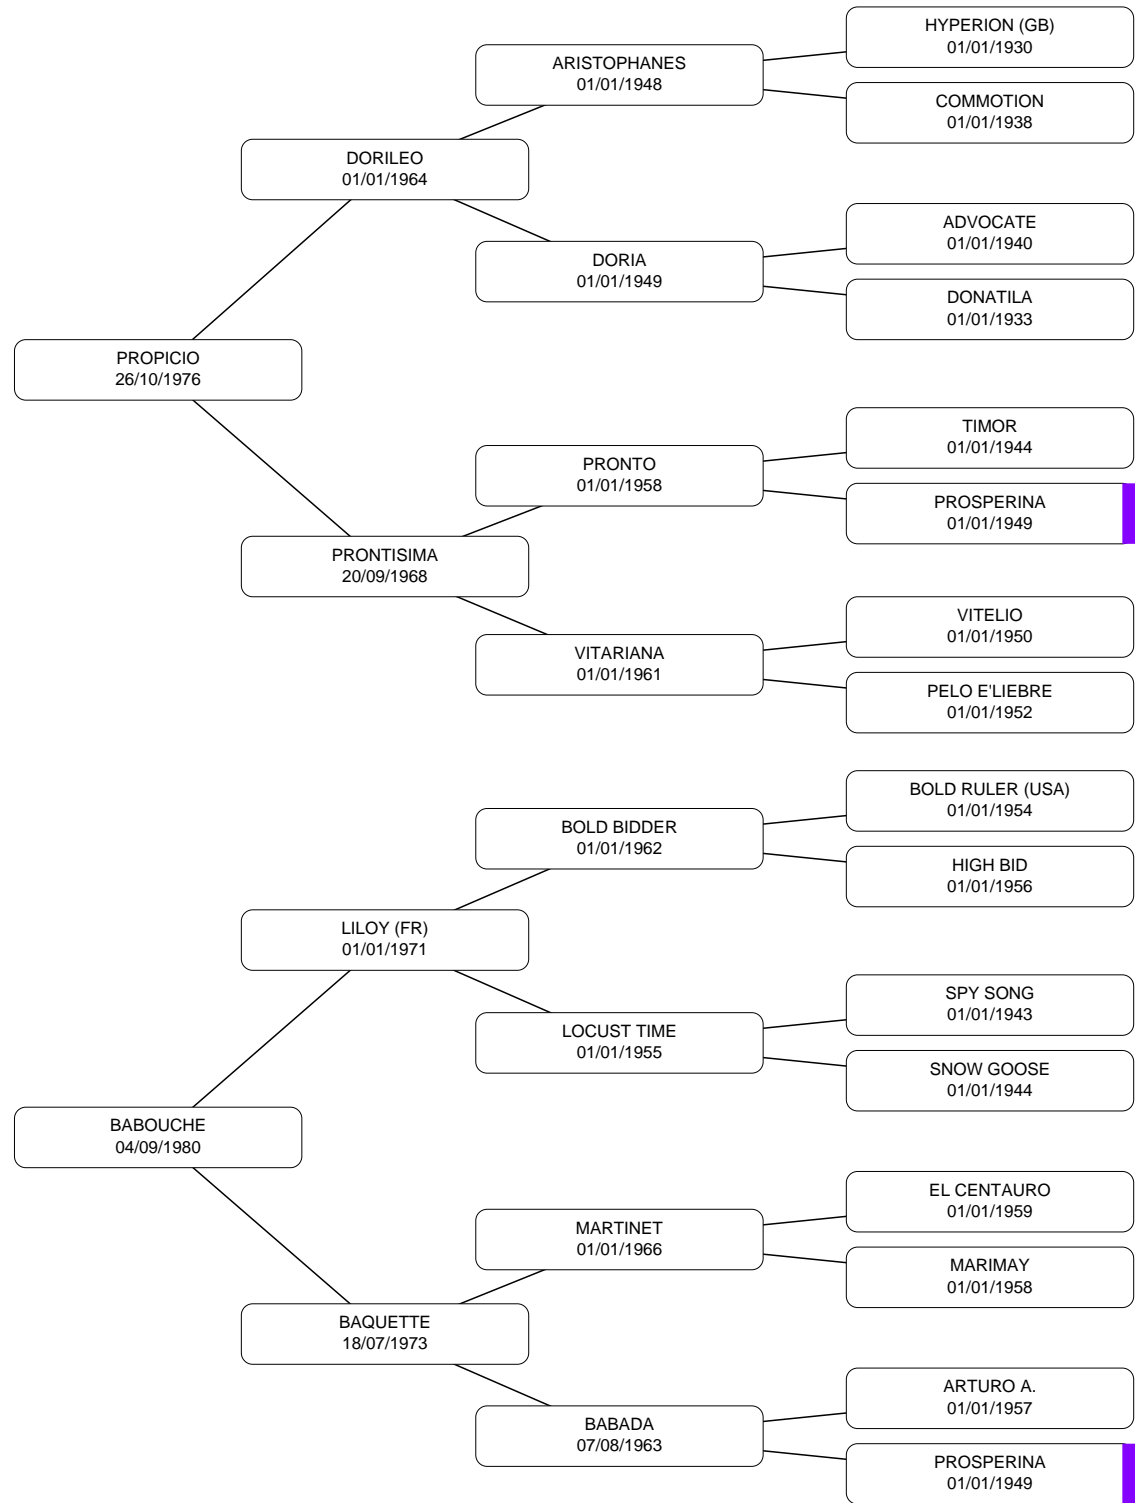 HYPERION (GB)
01/01/1930
ARISTOPHANES
01/01/1948
COMMOTION
01/01/1938
DORILEO
01/01/1964
ADVOCATE
01/01/1940
DORIA
01/01/1949
DONATILA
01/01/1933
PROPICIO
26/10/1976
TIMOR
01/01/1944
PRONTO
01/01/1958
PROSPERINA
01/01/1949
PRONTISIMA
20/09/1968
VITELIO
01/01/1950
VITARIANA
01/01/1961
PELO E'LIEBRE
01/01/1952
BOLD RULER (USA)
01/01/1954
BOLD BIDDER
01/01/1962
HIGH BID
01/01/1956
LILOY (FR)
01/01/1971
SPY SONG
01/01/1943
LOCUST TIME
01/01/1955
SNOW GOOSE
01/01/1944
BABOUCHE
04/09/1980
EL CENTAURO
01/01/1959
MARTINET
01/01/1966
MARIMAY
01/01/1958
BAQUETTE
18/07/1973
ARTURO A.
01/01/1957
BABADA
07/08/1963
PROSPERINA
01/01/1949